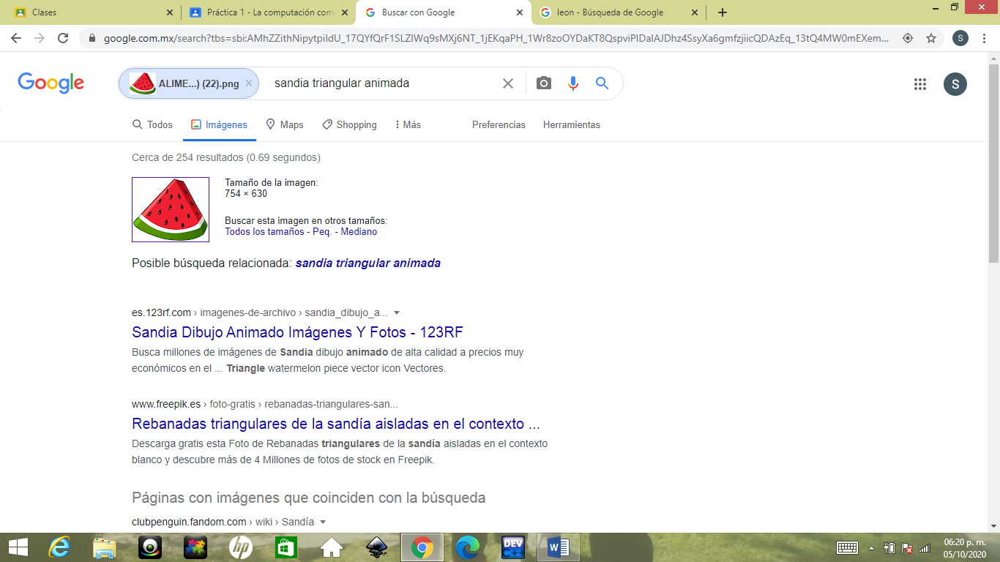 Clases
Práctica 1 - La computación com
Buscar con Google
leon - Búsqueda de Google
google.com.mx/search?tbs=sbi:AMhZZithNipytpiIdU_17QYfQrF1SLZIWq9sMXj6NT_1jEKqaPH_1Wr8zoOYDaKT8QspviPIDalAJDhz4SsyXa6gmfzjiicQDAzEq_13tQ4MW0mEXem...
S
Google
ALIME...) (22).png
sandia triangular animada
S
Todos
Imágenes
Maps
Shopping
Más
Preferencias
Herramientas
Cerca de 254 resultados (0.69 segundos)
Tamaño de la imagen:
754 × 630
Buscar esta imagen en otros tamaños:
Todos los tamaños - Peq. - Mediano
Posible búsqueda relacionada: sandia triangular animada
es.123rf.com › imagenes-de-archivo › sandia_dibujo_a...
Sandia Dibujo Animado Imágenes Y Fotos - 123RF
Busca millones de imágenes de Sandia dibujo animado de alta calidad a precios muy
económicos en el ... Triangle watermelon piece vector icon Vectores.
www.freepik.es › foto-gratis › rebanadas-triangulares-san...
Rebanadas triangulares de la sandía aisladas en el contexto ...
Descarga gratis esta Foto de Rebanadas triangulares de la sandía aisladas en el contexto
blanco y descubre más de 4 Millones de fotos de stock en Freepik.
Páginas con imágenes que coinciden con la búsqueda
clubpenguin.fandom.com › wiki › Sandía
hp
DEV
C++
W
06:20 p. m.
05/10/2020